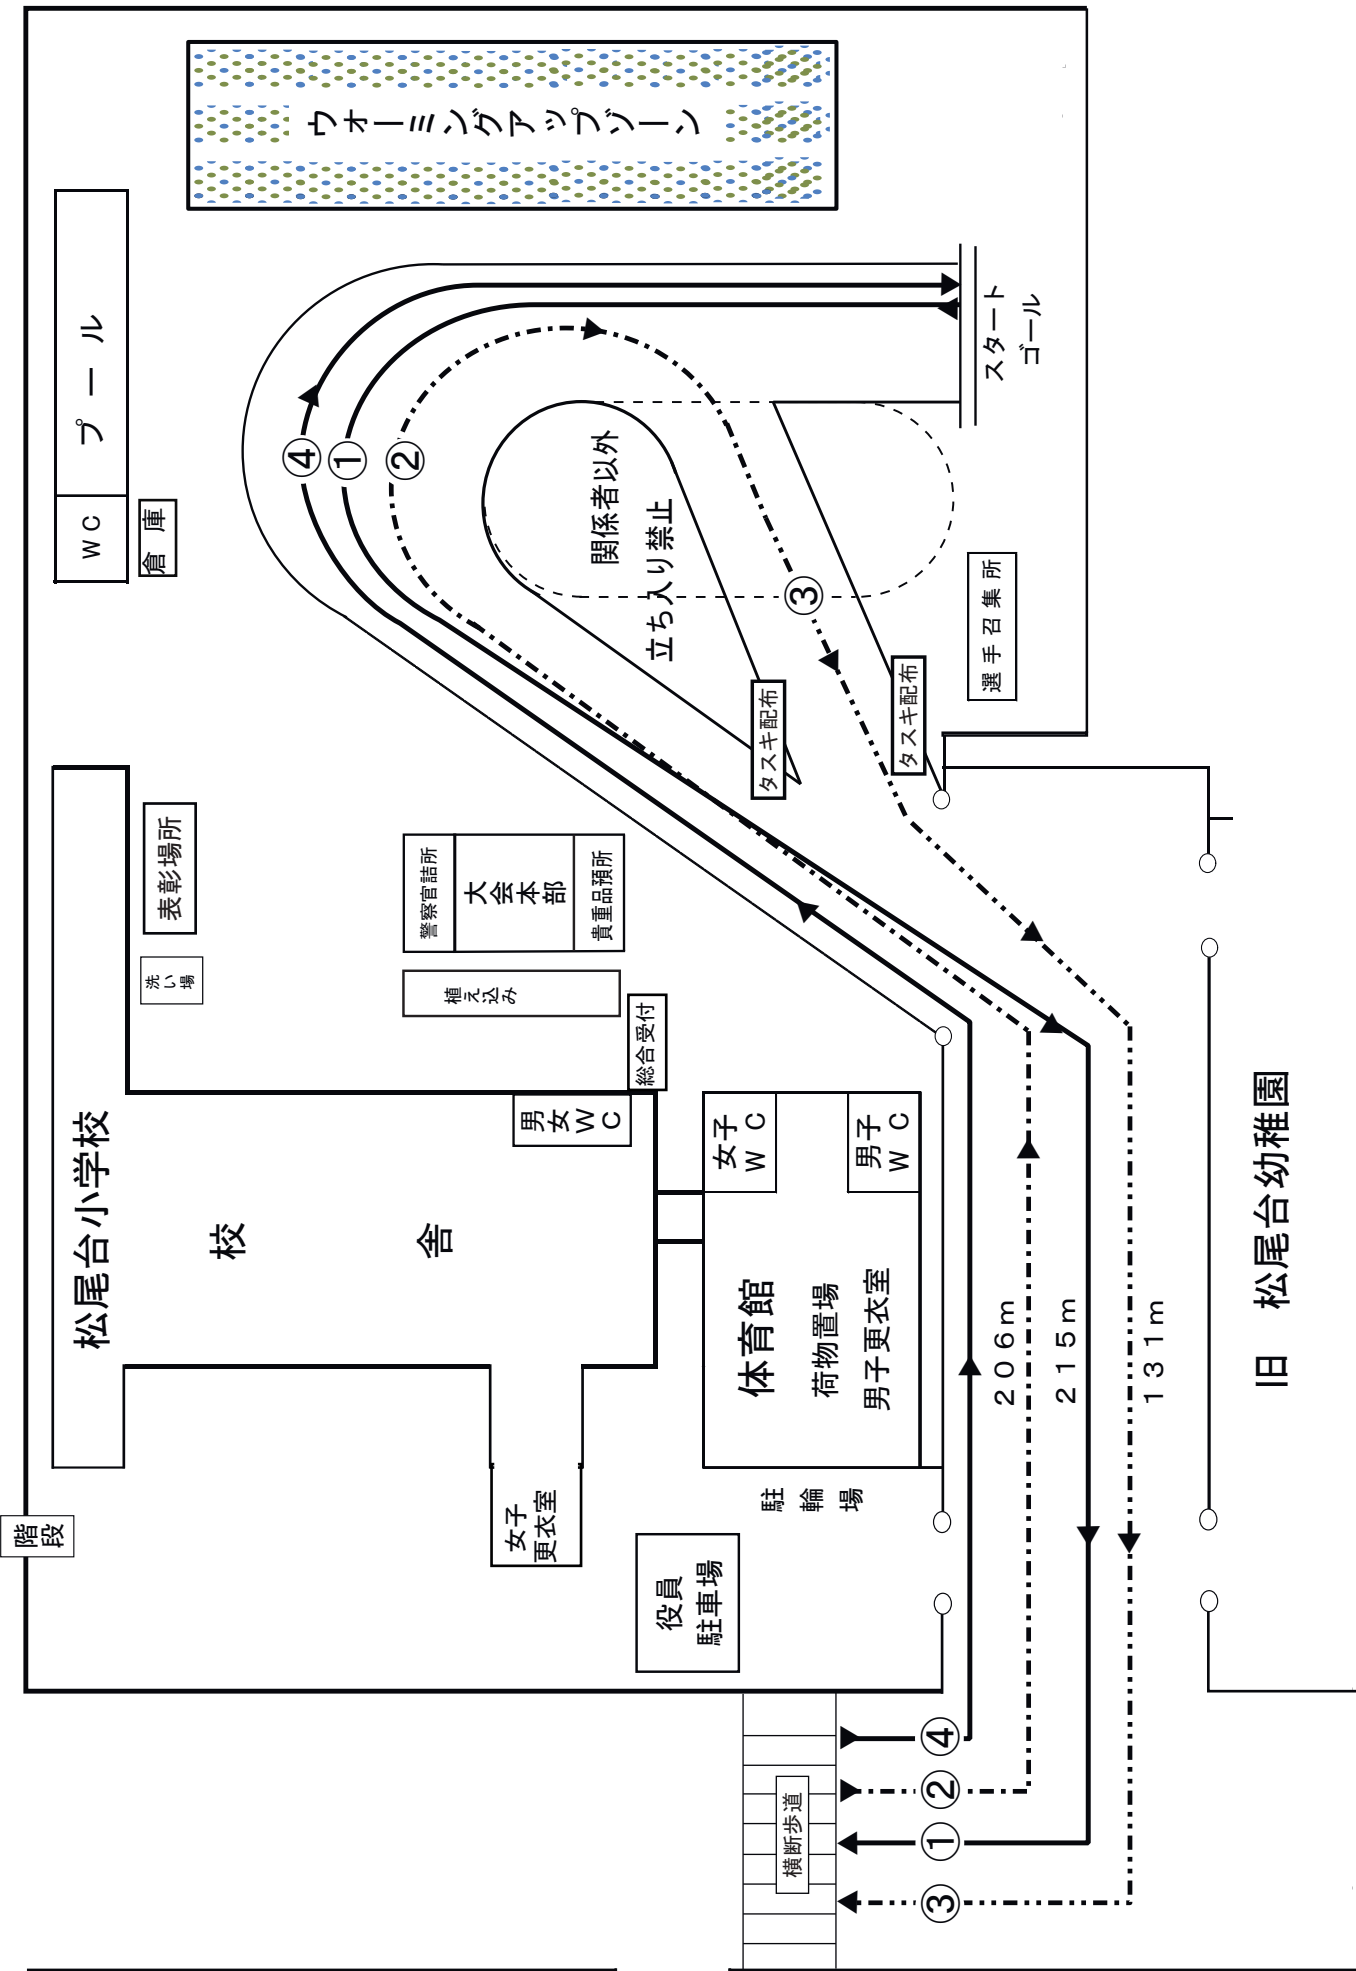 階段
松尾台小学校
校　舎
プール
ＷＣ
倉庫
表彰場所
洗い場
ウォーミングアップゾーン
警察官詰所
大会本部
貴重品預所
植え込み
総合受付
男女ＷＣ
女子
更衣室
役員
駐車場
駐輪場
体育館
荷物置場
男子更衣室
女子
ＷＣ
男子
ＷＣ
④
①
②
③
関係者以外
立ち入り禁止
タスキ配布
タスキ配布
選手召集所
スタート
ゴール
２０６ｍ
２１５ｍ
１３１ｍ
横断歩道
③
①
②
④
旧　松尾台幼稚園